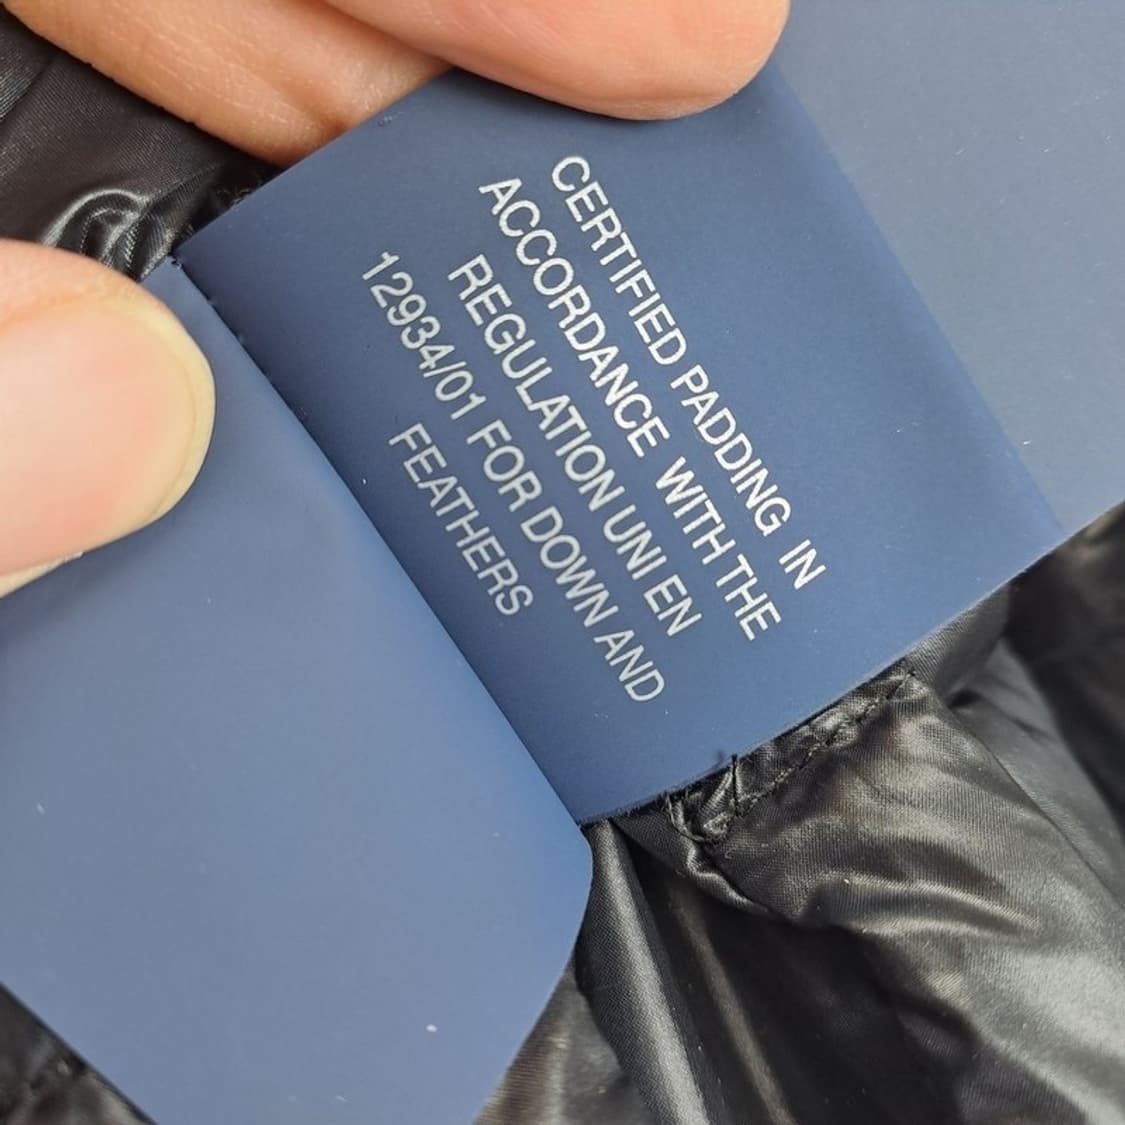 CERTIFIED PADDING IN
ACCORDANCE WITH THE
REGULATION UNI EN
12934/01 FOR DOWN AND
FEATHERS